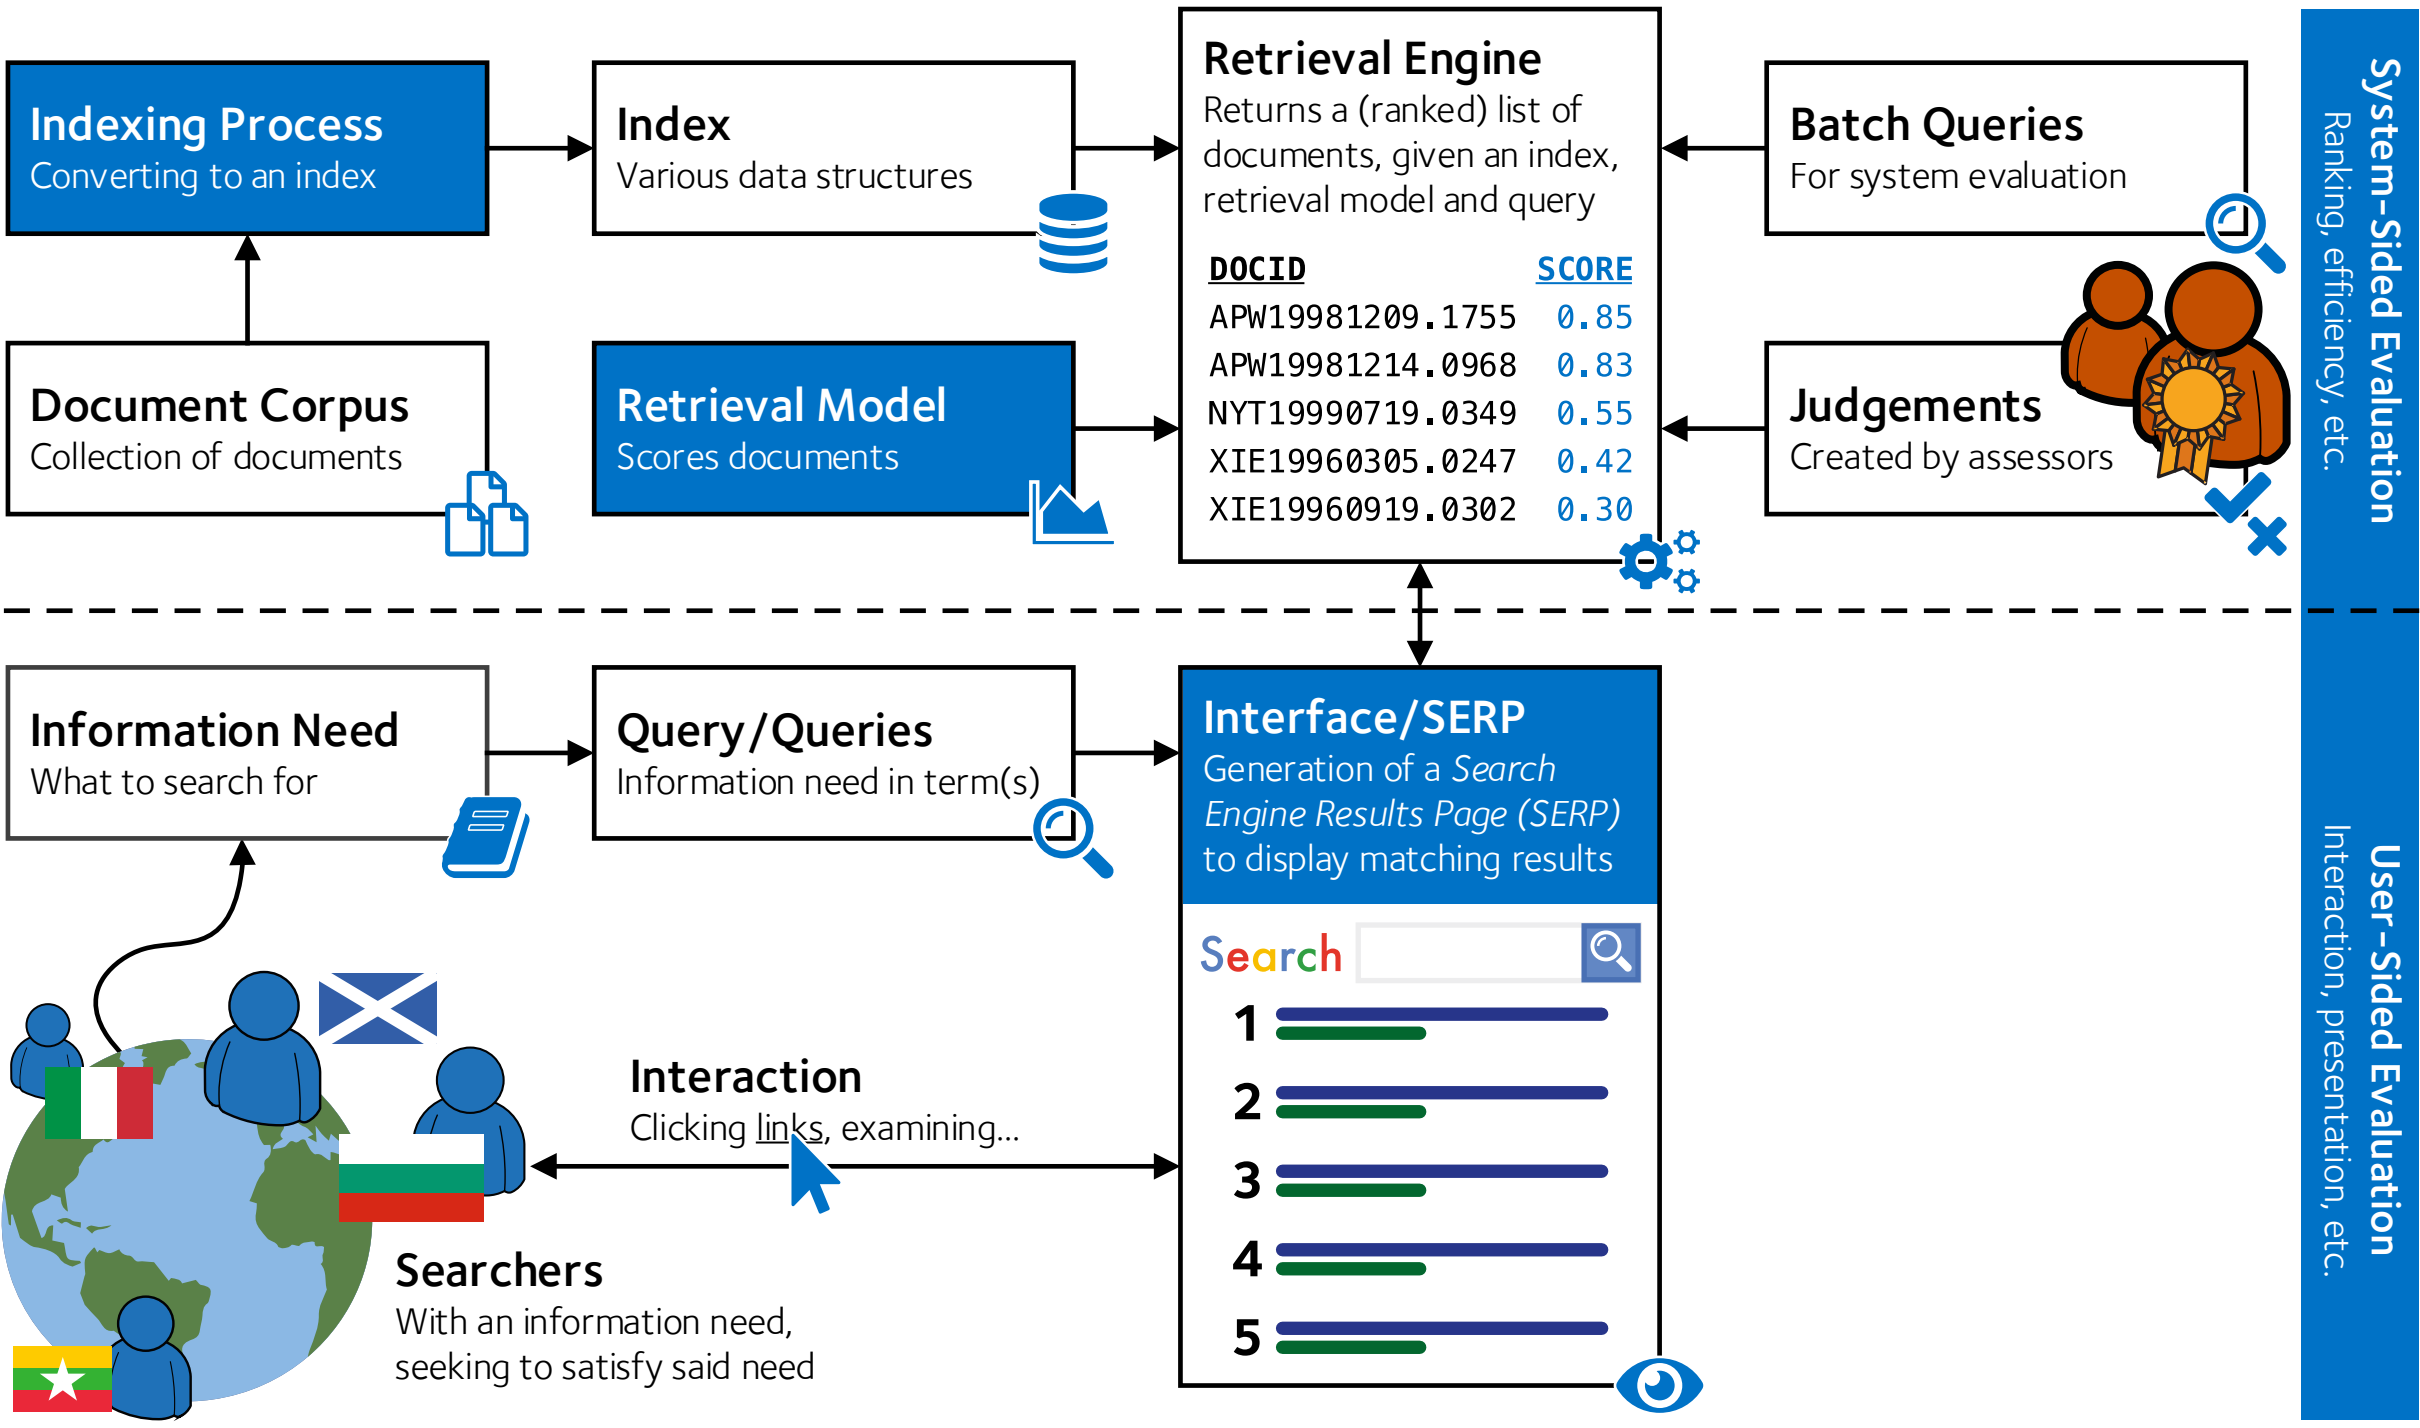 Indexing Process
Converting to an index
Index
Various data structures
Retrieval Engine
Returns a (ranked) list of
documents, given an index,
retrieval model and query
DOCID SCORE
APW19981209.1755 0.85
APW19981214.0968 0.83
NYT19990719.0349 0.55
XIE19960305.0247 0.42
XIE19960919.0302 0.30
Batch Queries
For system evaluation
Document Corpus
Collection of documents
Retrieval Model
Scores documents
Judgements
Created by assessors
System-Sided Evaluation
Ranking, efficiency, etc.
Information Need
What to search for
Query/Queries
Information need in term(s)
Interface/SERP
Generation of a Search
Engine Results Page (SERP)
to display matching results
Search
1
2
3
4
5
Interaction
Clicking links, examining...
Searchers
With an information need,
seeking to satisfy said need
User-Sided Evaluation
Interaction, presentation, etc.